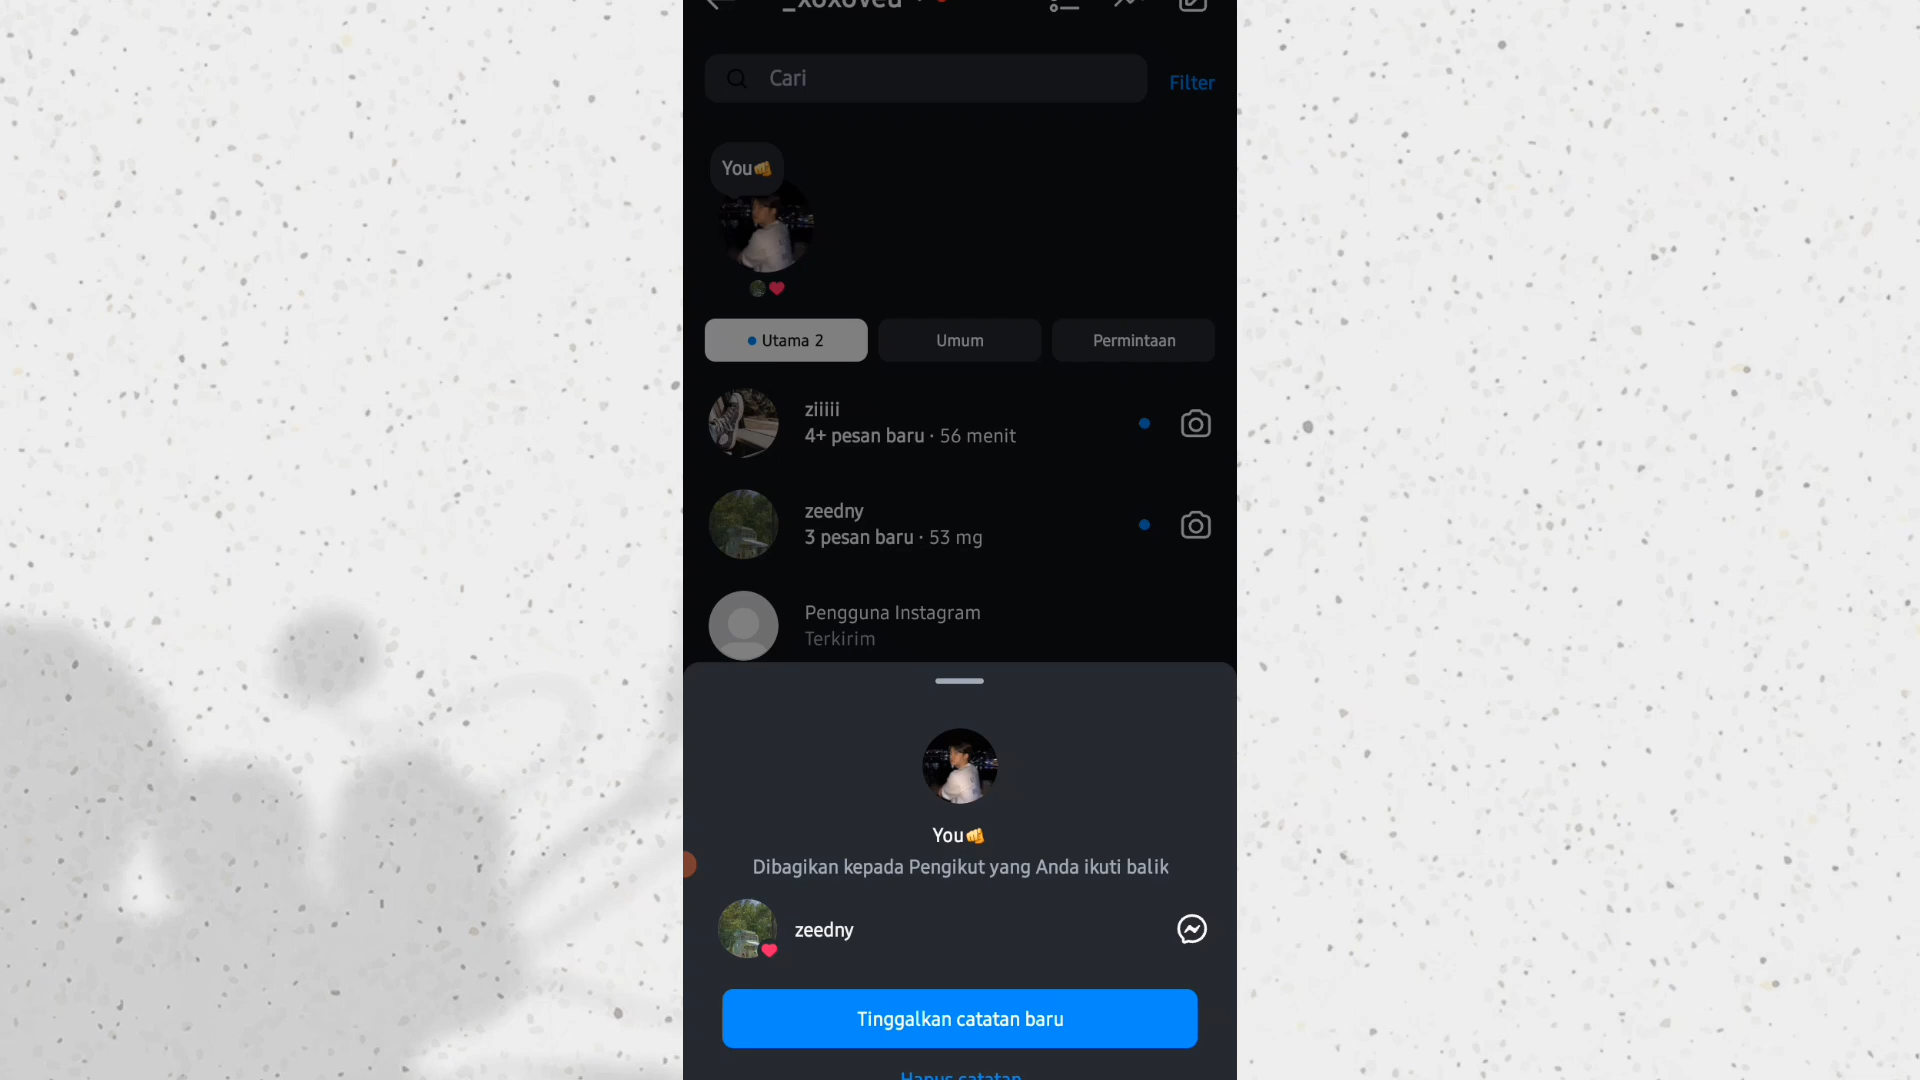 Cari
Filter
You👊
Utama 2
Umum
Permintaan
ziiiii
4+ pesan baru · 56 menit
zeedny
3 pesan baru · 53 mg
Pengguna Instagram
Terkirim
You👊
Dibagikan kepada Pengikut yang Anda ikuti balik
zeedny
Tinggalkan catatan baru
Hapus catatan